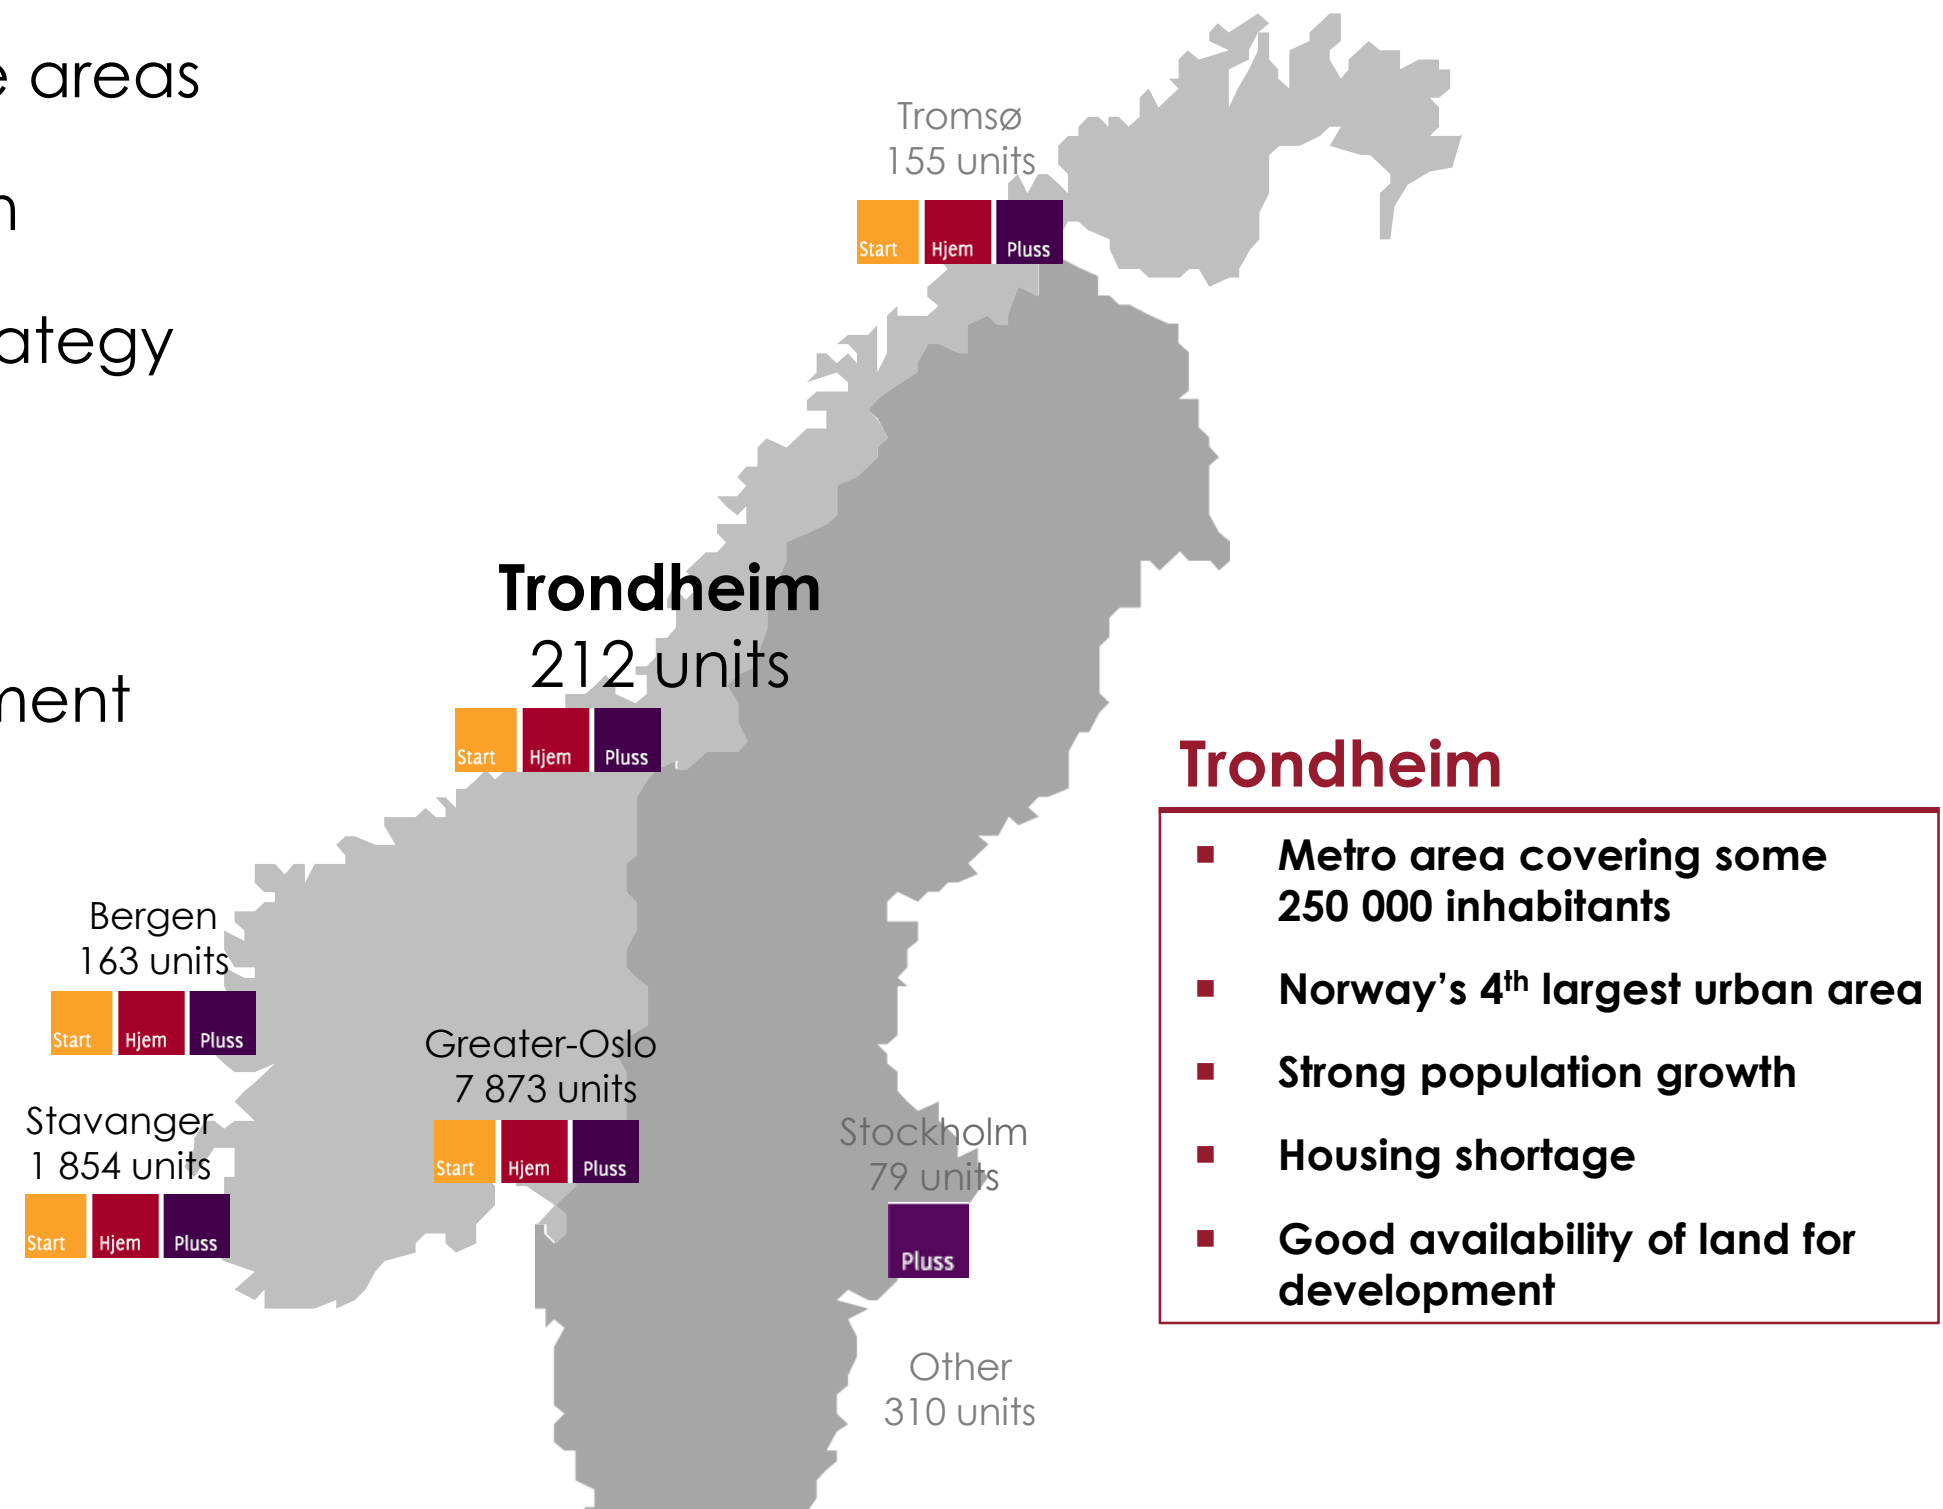 areas
Tromsø
155 units
Start Hjem Pluss
Trondheim
212 units
Start Hjem Pluss
Bergen
163 units
Start Hjem Pluss
Greater-Oslo
7 873 units
Start Hjem Pluss
Stavanger
1 854 units
Start Hjem Pluss
Stockholm
79 units
Pluss
Other
310 units
Trondheim
▪ Metro area covering some
250 000 inhabitants
▪ Norway's 4th largest urban area
▪ Strong population growth
▪ Housing shortage
▪ Good availability of land for
development